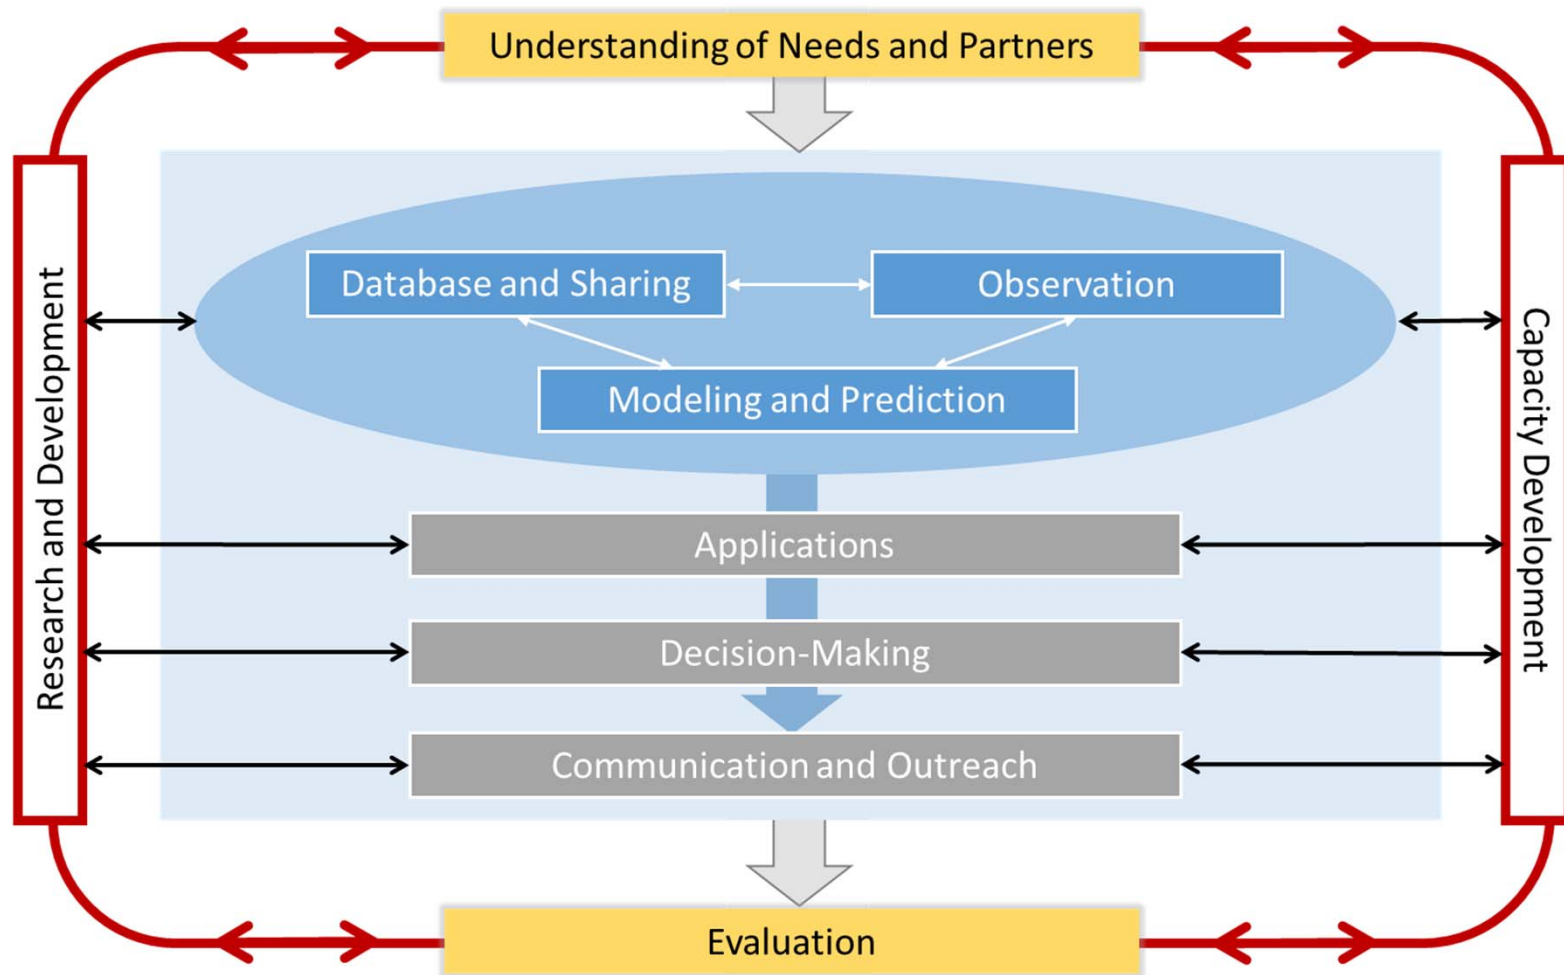 Understanding of Needs and Partners
Research and Development
Database and Sharing
Observation
Modeling and Prediction
Applications
Decision-Making
Communication and Outreach
Capacity Development
Evaluation